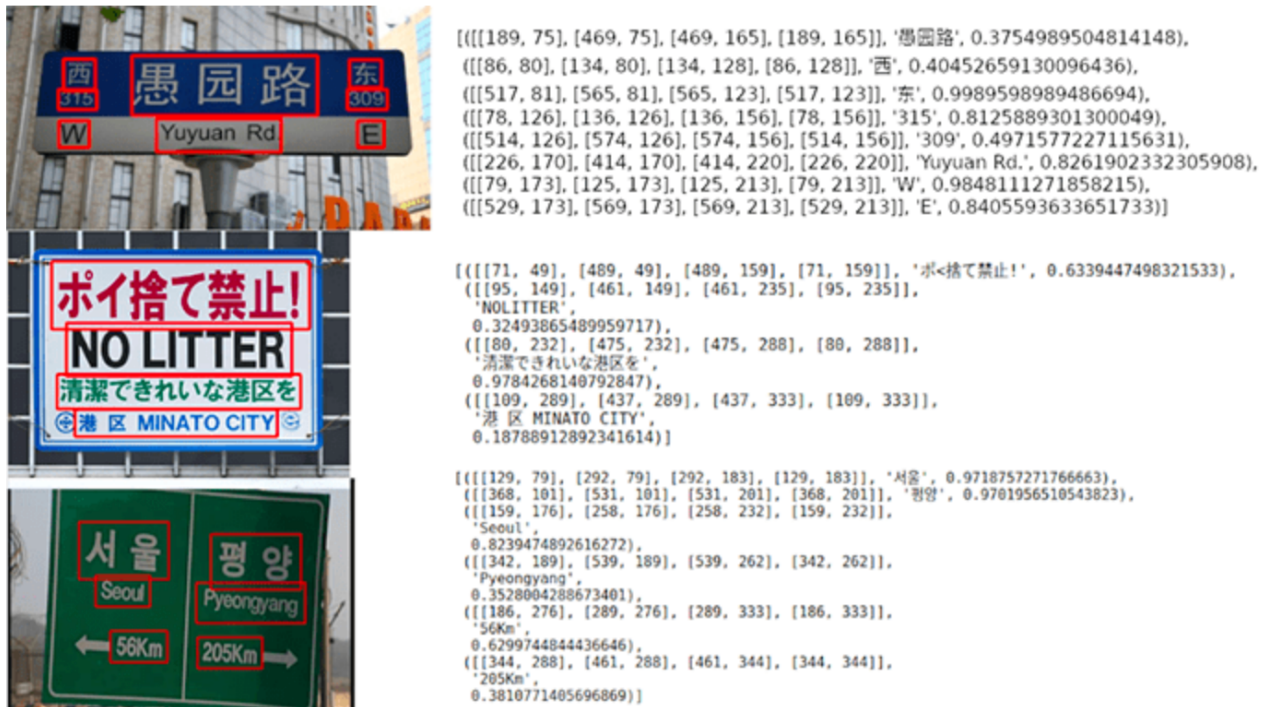 西 愚园路 东
315 309
W Yuyuan Rd E
[([[189, 75], [469, 75], [469, 165], [189, 165]], '愚园路', 0.3754989504814148),
([[86, 80], [134, 80], [134, 128], [86, 128]], '西', 0.40452659130096436),
([[517, 81], [565, 81], [565, 123], [517, 123]], '东', 0.9989598989486694),
([[78, 126], [136, 126], [136, 156], [78, 156]], '315', 0.8125889301300049),
([[514, 126], [574, 126], [574, 156], [514, 156]], '309', 0.4971577227115631),
([[226, 170], [414, 170], [414, 220], [226, 220]], 'Yuyuan Rd.', 0.8261902332305908),
([[79, 173], [125, 173], [125, 213], [79, 213]], 'W', 0.9848111271858215),
([[529, 173], [569, 173], [569, 213], [529, 213]], 'E', 0.8405593633651733)]
ポイ捨て禁止!
NO LITTER
清潔できれいな港区を
港 区 MINATO CITY
[([[71, 49], [489, 49], [489, 159], [71, 159]], 'ポ<捨て禁止!', 0.6339447498321533),
([[95, 149], [461, 149], [461, 235], [95, 235]],
'NOLITTER',
0.32493865489959717),
([[80, 232], [475, 232], [475, 288], [80, 288]],
'清潔できれいな港区を',
0.9784268140792847),
([[109, 289], [437, 289], [437, 333], [109, 333]],
'港 区 MINATO CITY',
0.18788912892341614)]
서울 평양
Seoul Pyeongyang
56Km 205Km
[([[129, 79], [292, 79], [292, 183], [129, 183]], '서울', 0.9718757271766663),
([[368, 101], [531, 101], [531, 201], [368, 201]], '평양', 0.9701956510543823),
([[159, 176], [258, 176], [258, 232], [159, 232]],
'Seoul',
0.8239474892616272),
([[342, 189], [539, 189], [539, 262], [342, 262]],
'Pyeongyang',
0.3528004288673401),
([[186, 276], [289, 276], [289, 333], [186, 333]],
'56Km',
0.6299744844436646),
([[344, 288], [461, 288], [461, 344], [344, 344]],
'205Km',
0.3810771405696869)]